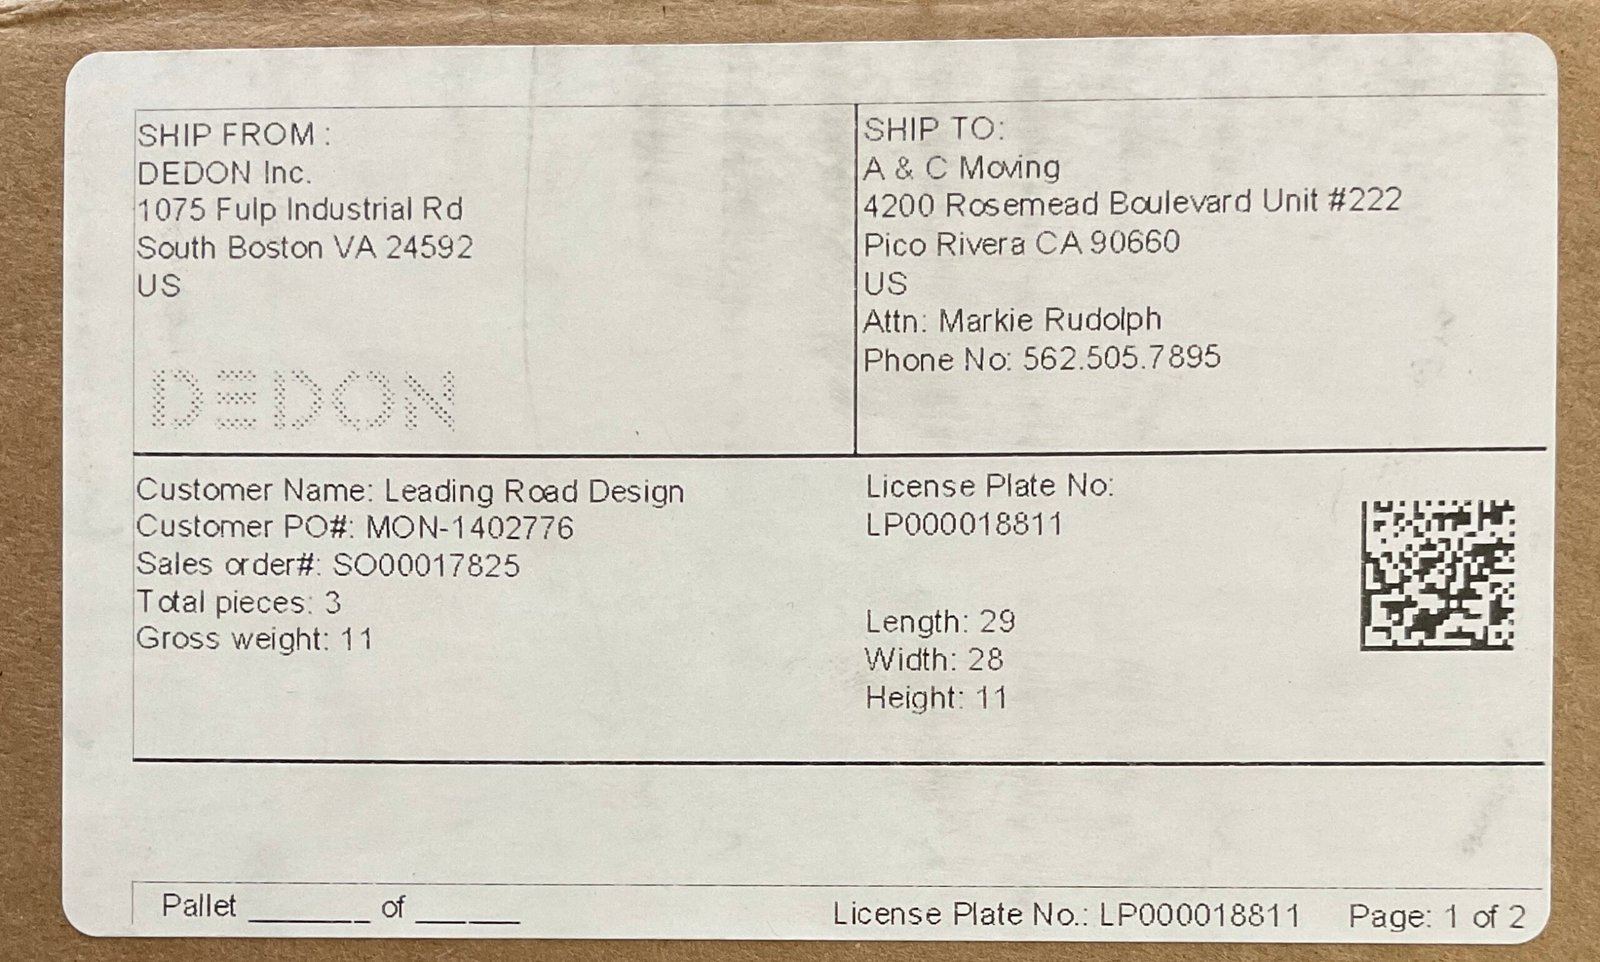 SHIP FROM :
DEDON Inc.
1075 Fulp Industrial Rd
South Boston VA 24592
US
DEDON
SHIP TO:
A & C Moving
4200 Rosemead Boulevard Unit #222
Pico Rivera CA 90660
US
Attn: Markie Rudolph
Phone No: 562.505.7895
Customer Name: Leading Road Design
Customer PO#: MON-1402776
Sales order#: SO00017825
Total pieces: 3
Gross weight: 11
License Plate No:
LP000018811
Length: 29
Width: 28
Height: 11
Pallet ______ of ______
License Plate No.: LP000018811 Page: 1 of 2